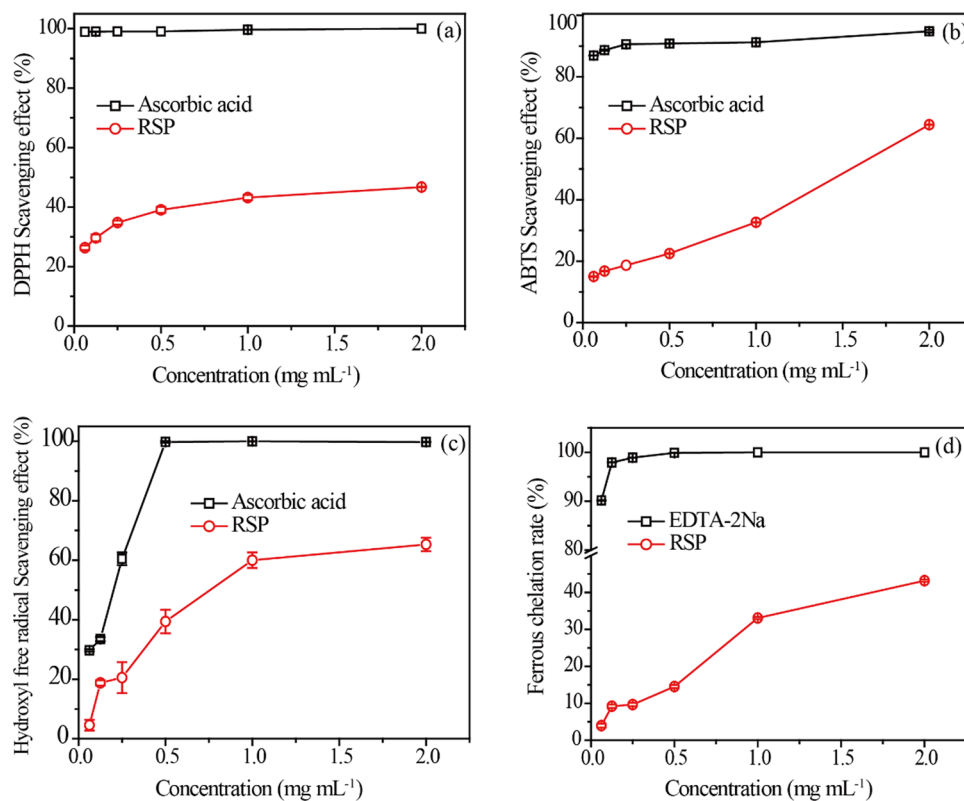 (a)
DPPH Scavenging effect (%)
100
80
60
40
20
0
Ascorbic acid
RSP
0.0 0.5 1.0 1.5 2.0
Concentration (mg mL-1)
(b)
ABTS Scavenging effect (%)
100
80
60
40
20
0
Ascorbic acid
RSP
0.0 0.5 1.0 1.5 2.0
Concentration (mg mL-1)
(c)
Hydroxyl free radical Scavenging effect (%)
100
80
60
40
20
0
Ascorbic acid
RSP
0.0 0.5 1.0 1.5 2.0
Concentration (mg mL-1)
(d)
Ferrous chelation rate (%)
100
90
80
40
30
20
10
0
EDTA-2Na
RSP
0.0 0.5 1.0 1.5 2.0
Concentration (mg mL-1)